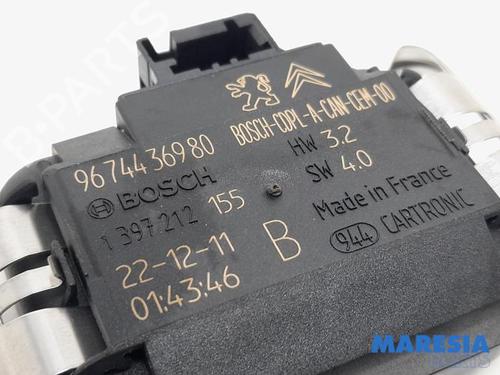 9674436980
BOSCH-CDPL-A-CAN-CEM-00
BOSCH
HW 3.2
1 397 212 155
SW 4.0
Made in France
22-12-11
B
944 CARTRONIC
01:43:46
B-PARTS
MARESIA